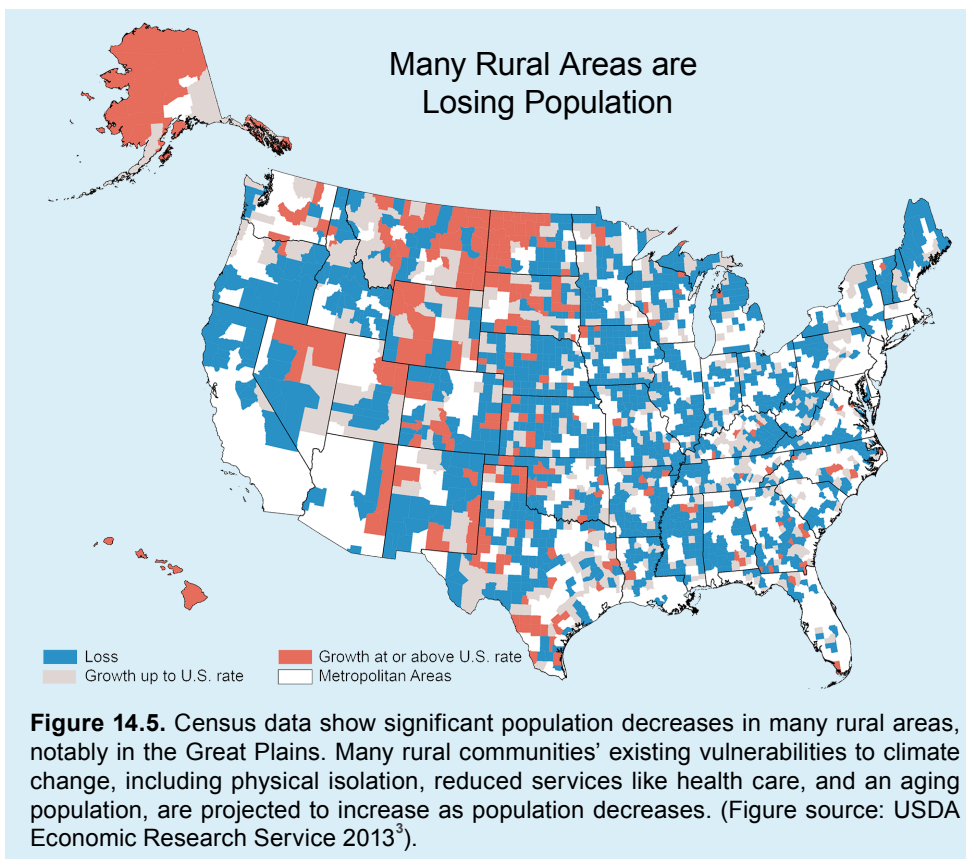 Many Rural Areas are
Losing Population
Loss
Growth at or above U.S. rate
Growth up to U.S. rate
Metropolitan Areas
Figure 14.5. Census data show significant population decreases in many rural areas,
notably in the Great Plains. Many rural communities’ existing vulnerabilities to climate
change, including physical isolation, reduced services like health care, and an aging
population, are projected to increase as population decreases. (Figure source: USDA
Economic Research Service 2013³).